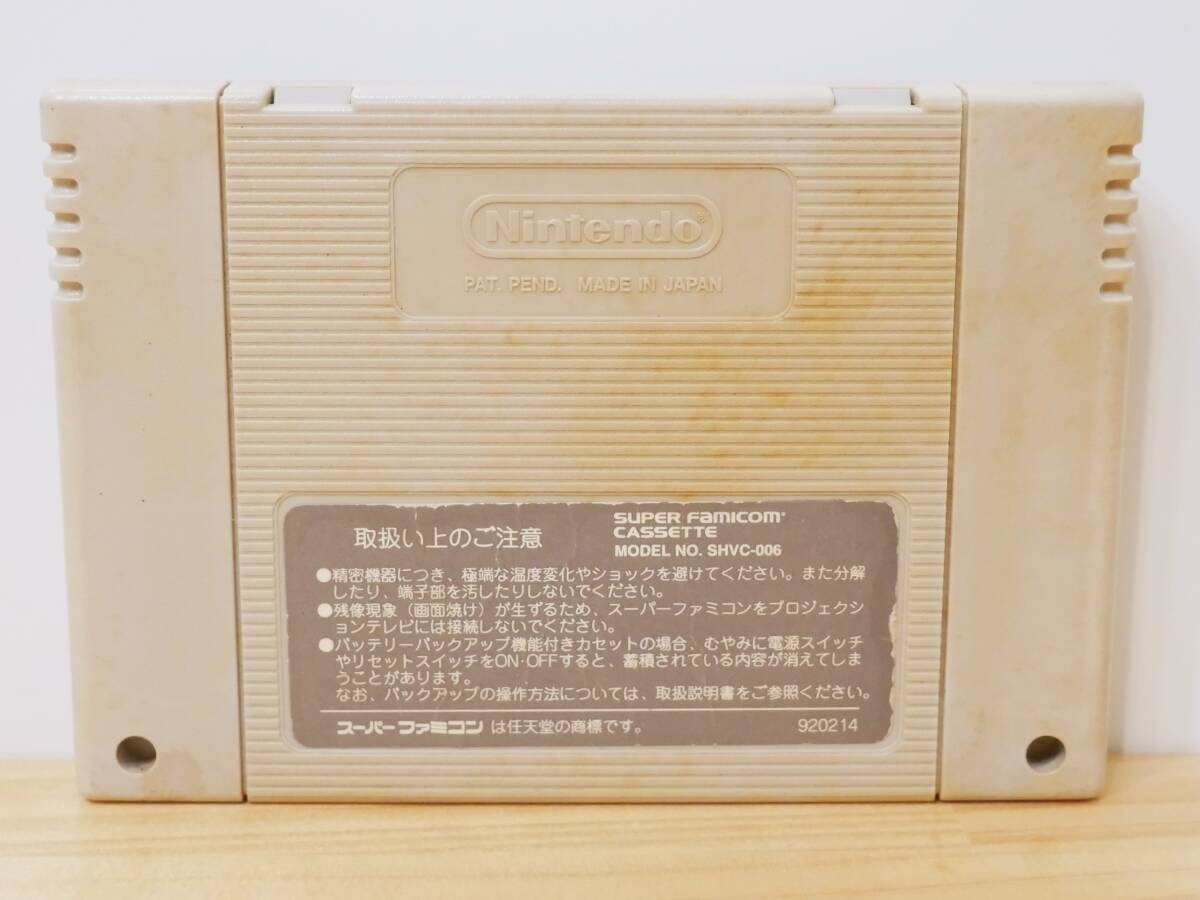 Nintendo®
PAT. PEND. MADE IN JAPAN
取扱い上のご注意
SUPER FAMICOM
CASSETTE
MODEL NO. SHVC-006
●精密機器につき、極端な温度変化やショックを避けてください。また分解
したり、端子部を汚したりしないでください。
●残像現象（画面焼け）が生ずるため、スーパーファミコンをプロジェクシ
ョンテレビには接続しないでください。
●バッテリーバックアップ機能付きカセットの場合、むやみに電源スイッチ
やリセットスイッチをON·OFFすると、蓄積されている内容が消えてしま
うことがあります。
なお、バックアップの操作方法については、取扱説明書をご参照ください。
スーパーファミコン は任天堂の商標です。
920214